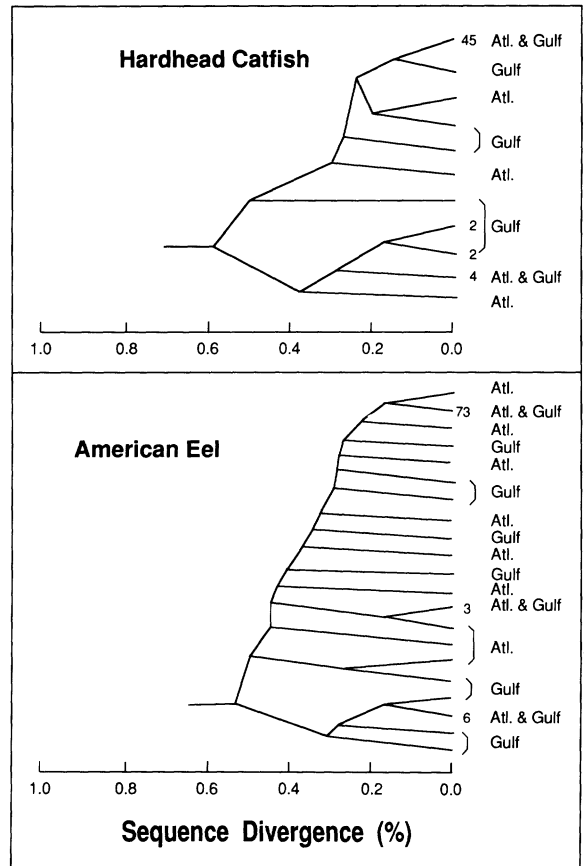 Hardhead Catfish
45 Atl. & Gulf
Gulf
Atl.
Gulf
Atl.
2 Gulf
2
4 Atl. & Gulf
Atl.
1.0 0.8 0.6 0.4 0.2 0.0
American Eel
Atl.
73 Atl. & Gulf
Atl.
Gulf
Atl.
Gulf
Atl.
Gulf
Atl.
Gulf
Atl.
3 Atl. & Gulf
Atl.
Gulf
6 Atl. & Gulf
Gulf
1.0 0.8 0.6 0.4 0.2 0.0
Sequence Divergence (%)